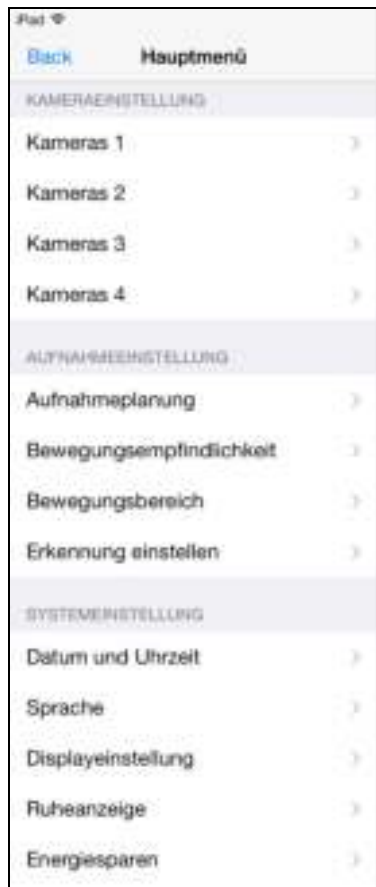 iPad
Back Hauptmenü
KAMERAEINSTELLUNG
Kameras 1
Kameras 2
Kameras 3
Kameras 4
AUFNAHMEEINSTELLUNG
Aufnahmeplanung
Bewegungsempfindlichkeit
Bewegungsbereich
Erkennung einstellen
SYSTEMEINSTELLUNG
Datum und Uhrzeit
Sprache
Displayeinstellung
Ruheanzeige
Energiesparen